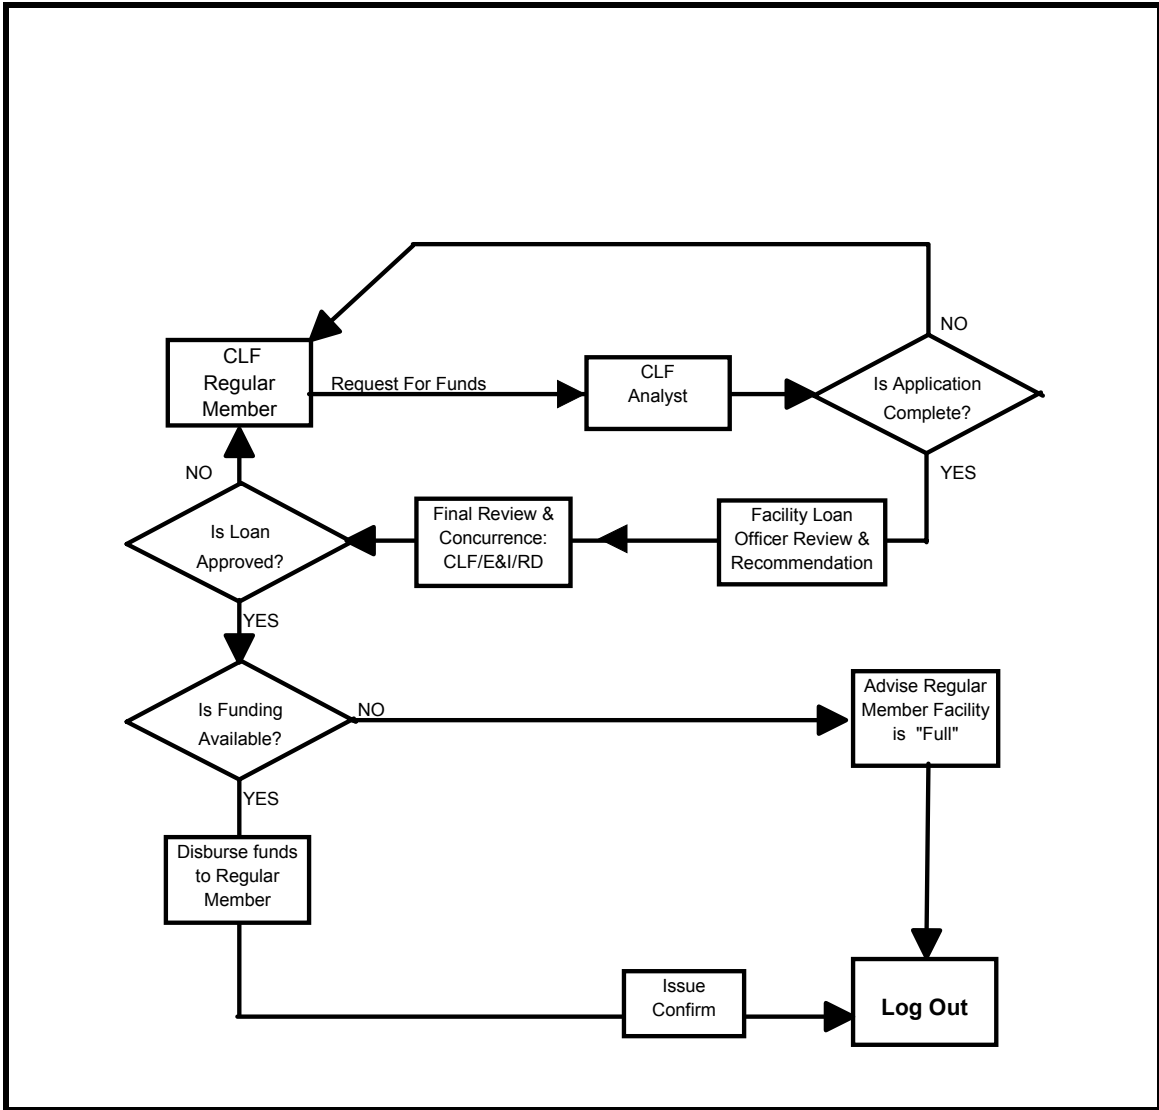 NO
CLF
Regular
Member
Request For Funds
CLF
Analyst
Is Application
Complete?
NO
YES
Is Loan
Approved?
Final Review &
Concurrence:
CLF/E&I/RD
Facility Loan
Officer Review &
Recommendation
YES
Is Funding
Available?
NO
Advise Regular
Member Facility
is "Full"
YES
Disburse funds
to Regular
Member
Issue
Confirm
Log Out